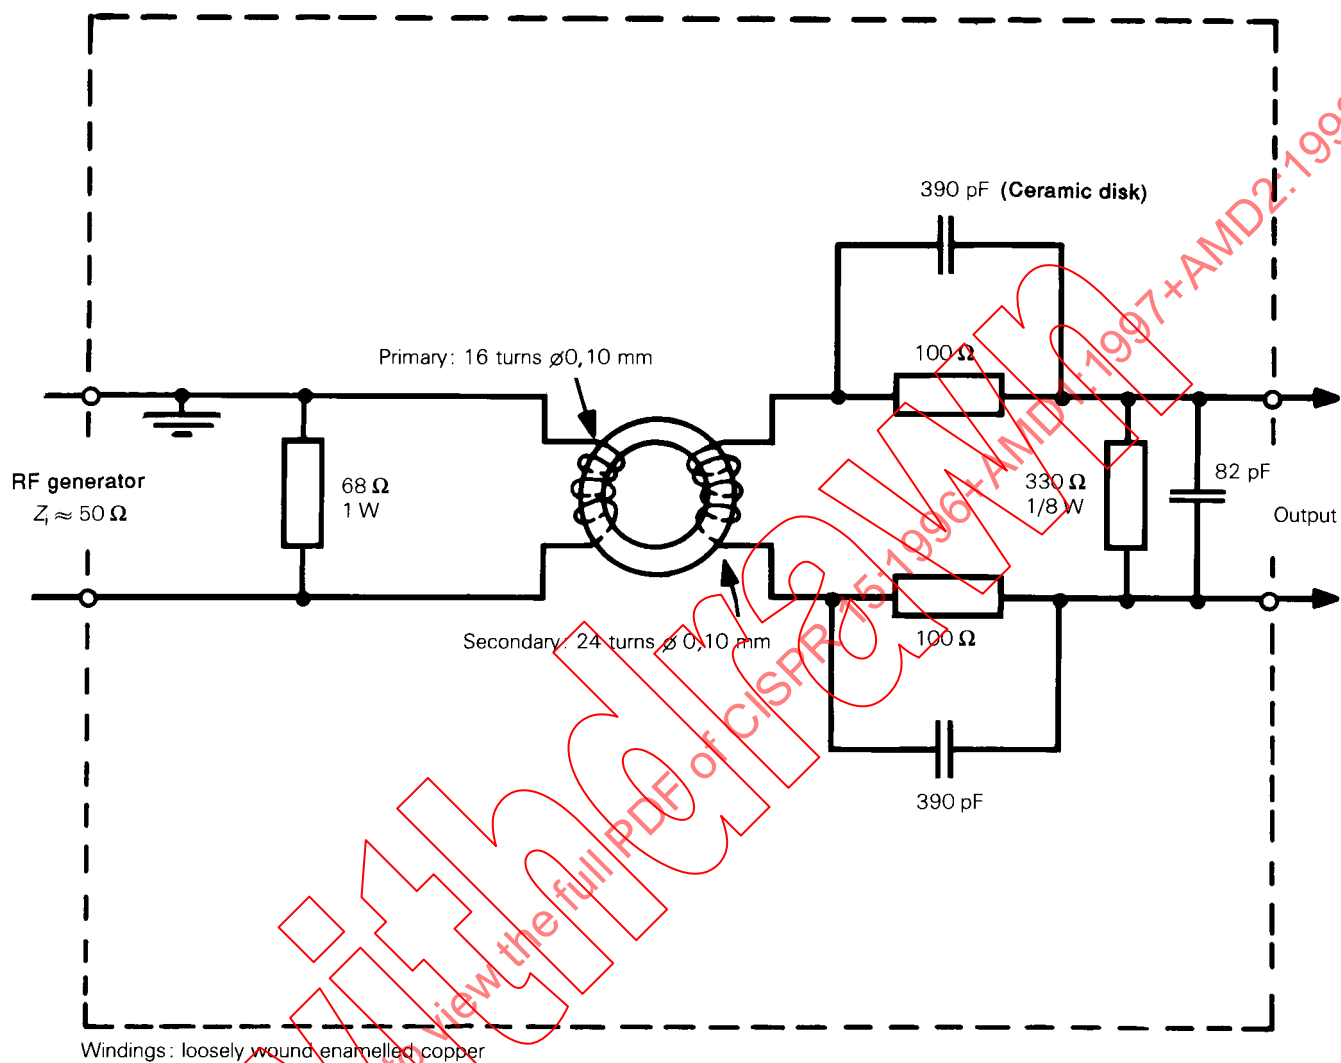 390 pF (Ceramic disk)
Primary: 16 turns ø0,10 mm
100 Ω
RF generator
Zi ≈ 50 Ω
68 Ω
1 W
330 Ω
1/8 W
82 pF
Output
Secondary: 24 turns ø 0,10 mm
100 Ω
390 pF
Windings: loosely wound enamelled copper
withdrawn
to view the full PDF of CISPR 15:1996+AMD1:1997+AMD2:199